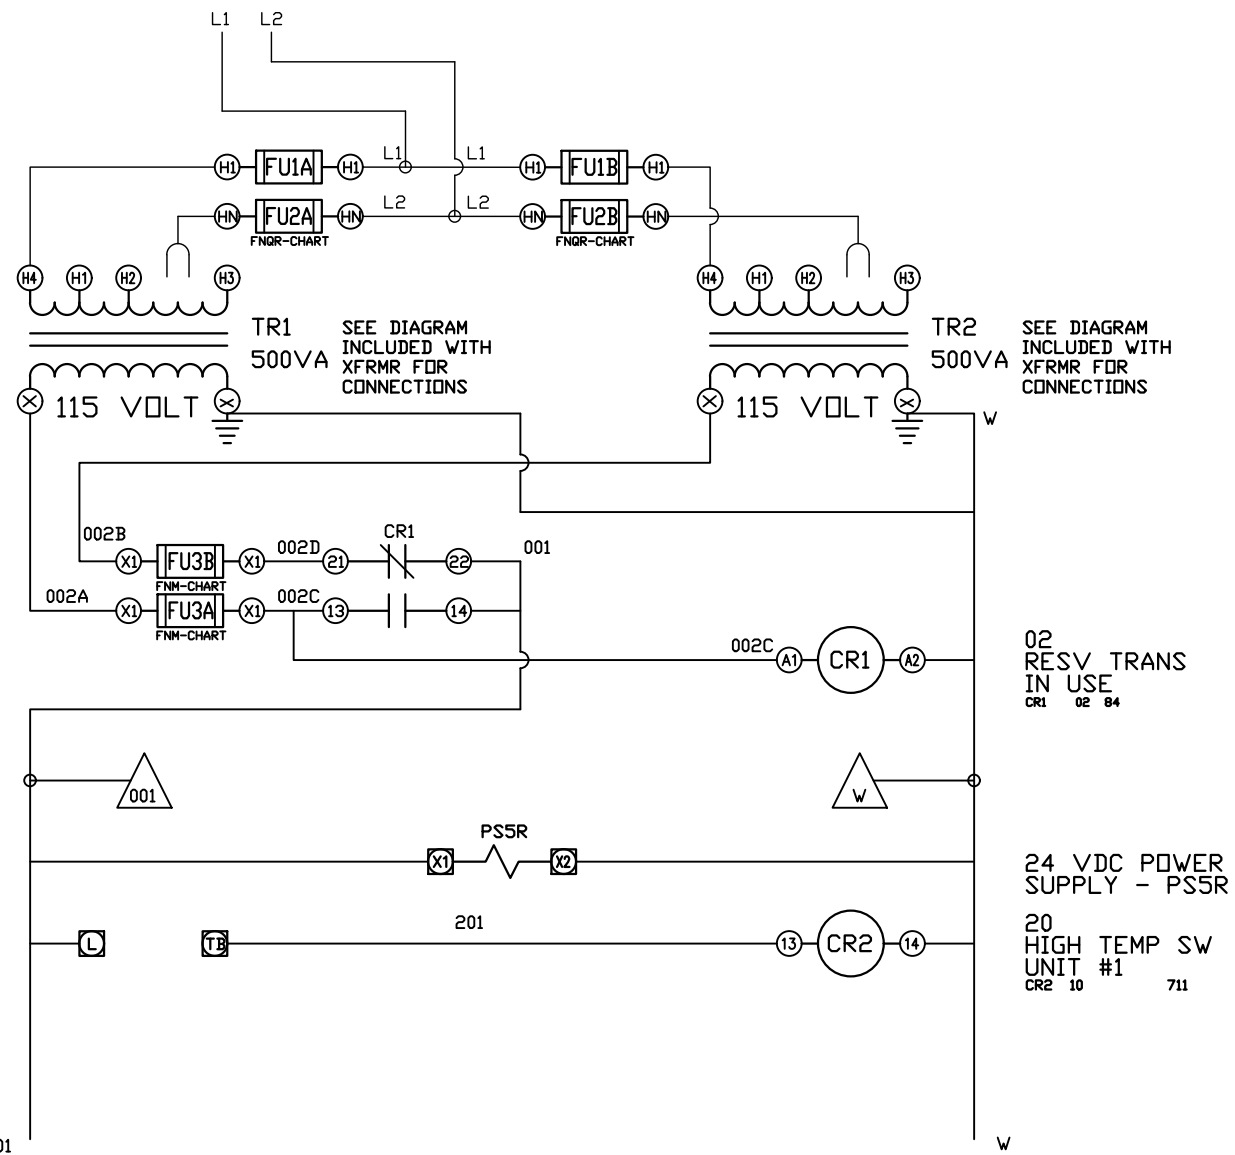 L1 L2
H1 FU1A H1 L1 L1 H1 FU1B H1
HN FU2A HN L2 L2 HN FU2B HN
FNQR-CHART FNQR-CHART
H4 H1 H2 H3 H4 H1 H2 H3
TR1
500VA
SEE DIAGRAM
INCLUDED WITH
XFRMR FOR
CONNECTIONS
TR2
500VA
SEE DIAGRAM
INCLUDED WITH
XFRMR FOR
CONNECTIONS
X 115 VOLT X X 115 VOLT X
W
CR1
002B X1 FU3B X1 002D 21 22 001
FNM-CHART
002A X1 FU3A X1 002C 13 14
FNM-CHART
002C A1 CR1 A2
02
RESV TRANS
IN USE
CR1 02 84
001 W
PS5R
X1 X2
24 VDC POWER
SUPPLY - PS5R
L TB 201 13 CR2 14
20
HIGH TEMP SW
UNIT #1
CR2 10 711
W